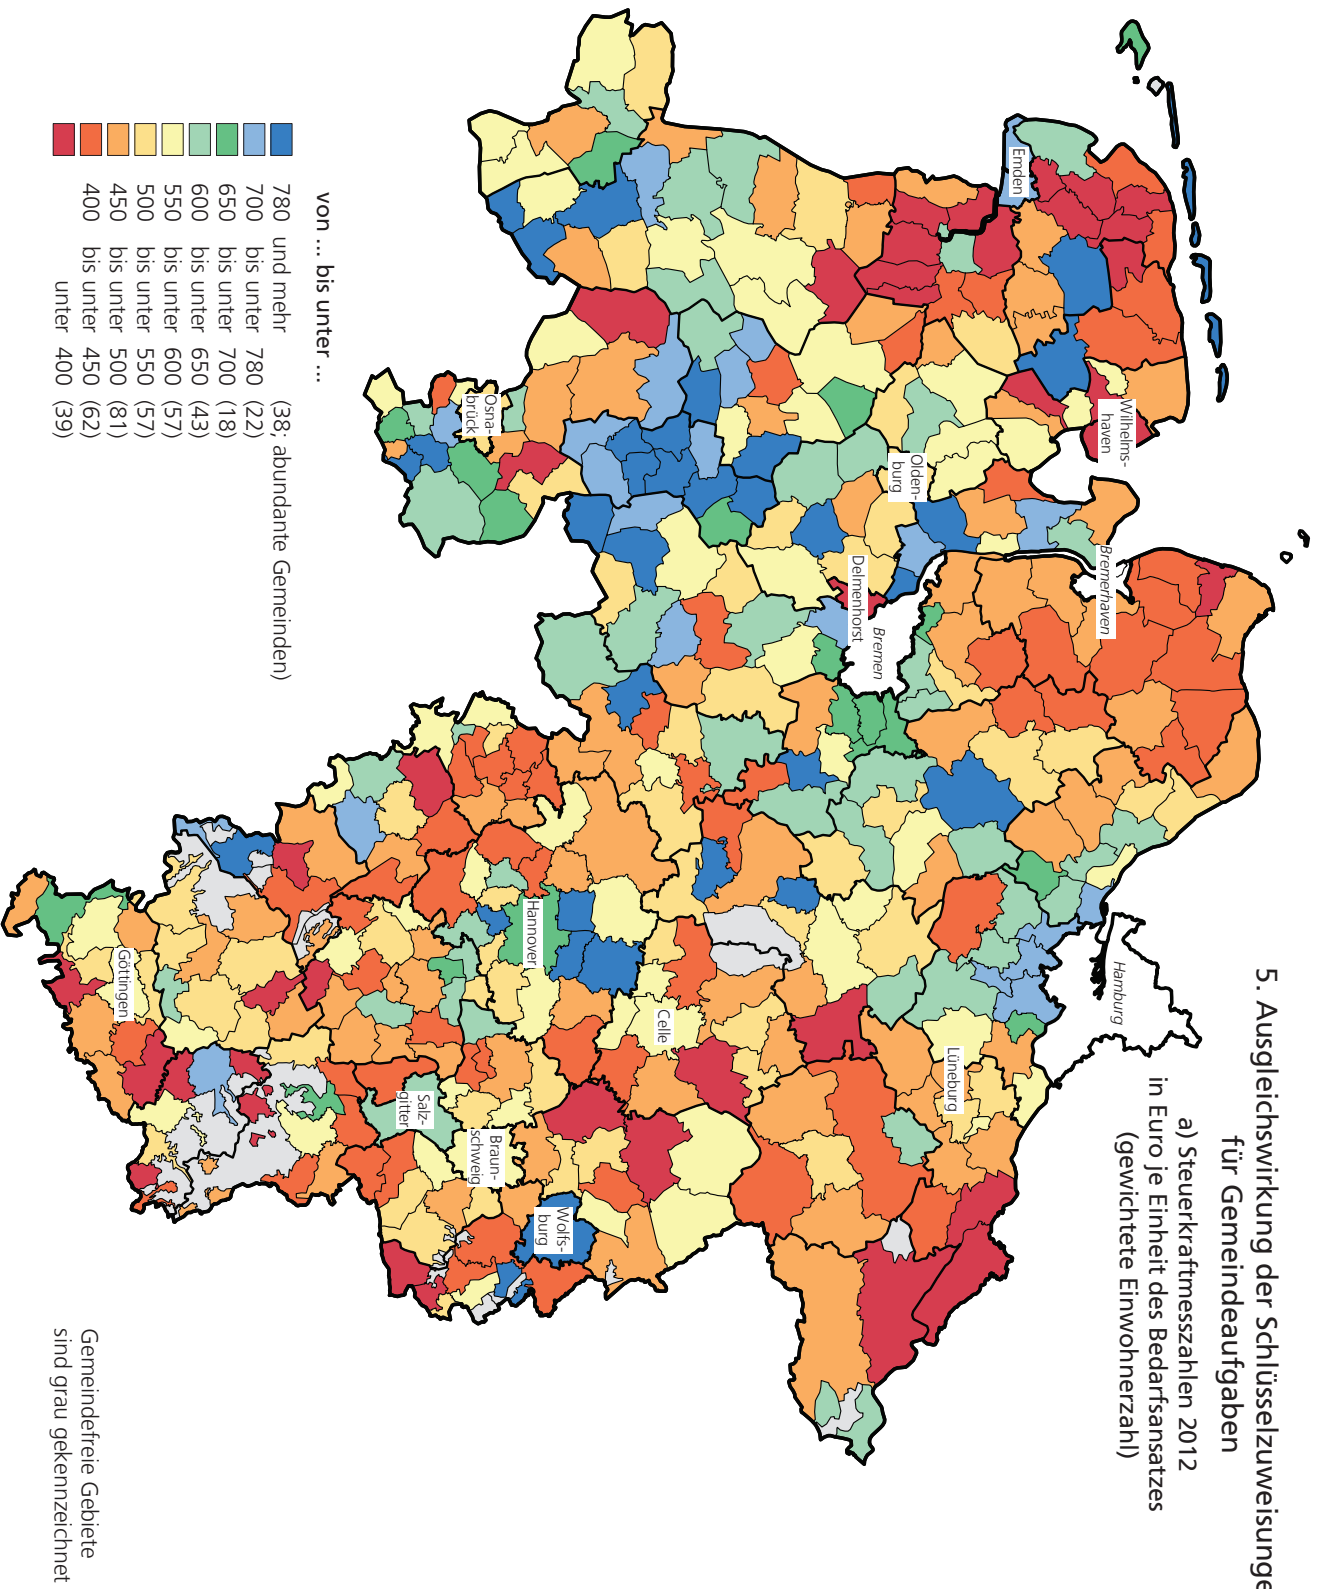 5. Ausgleichswirkung der Schlüsselzuweisunge
für Gemeindeaufgaben
a) Steuerkraftmesszahlen 2012
in Euro je Einheit des Bedarfsansatzes
(gewichtete Einwohnerzahl)
Hamburg
Bremerhaven
Wilhelms-
haven
Emden
Olden-
burg
Bremen
Delmenhorst
Lüneburg
Celle
Wolfs-
burg
Hannover
Braun-
schweig
Osna-
brück
Salz-
gitter
Göttingen
von ... bis unter ...
780 und mehr (38; abundante Gemeinden)
700 bis unter 780 (22)
650 bis unter 700 (18)
600 bis unter 650 (43)
550 bis unter 600 (57)
500 bis unter 550 (57)
450 bis unter 500 (81)
400 bis unter 450 (62)
unter 400 (39)
Gemeindefreie Gebiete
sind grau gekennzeichnet